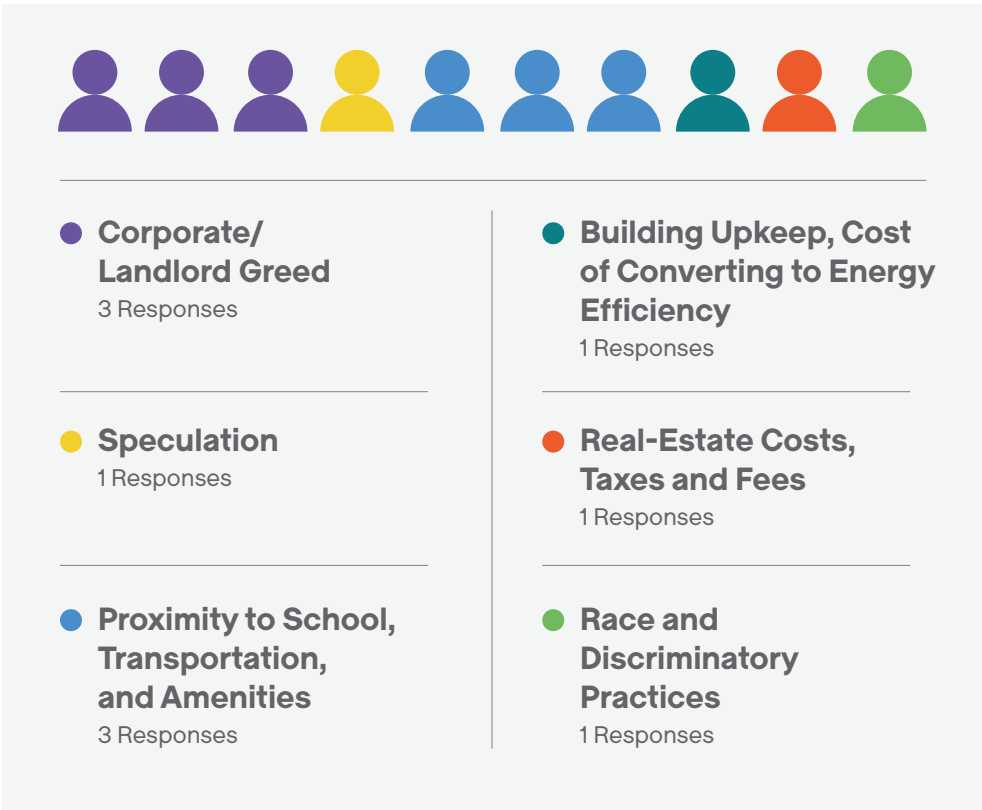 Corporate/
Landlord Greed
3 Responses
Speculation
1 Responses
Proximity to School,
Transportation,
and Amenities
3 Responses
Building Upkeep, Cost
of Converting to Energy
Efficiency
1 Responses
Real-Estate Costs,
Taxes and Fees
1 Responses
Race and
Discriminatory
Practices
1 Responses